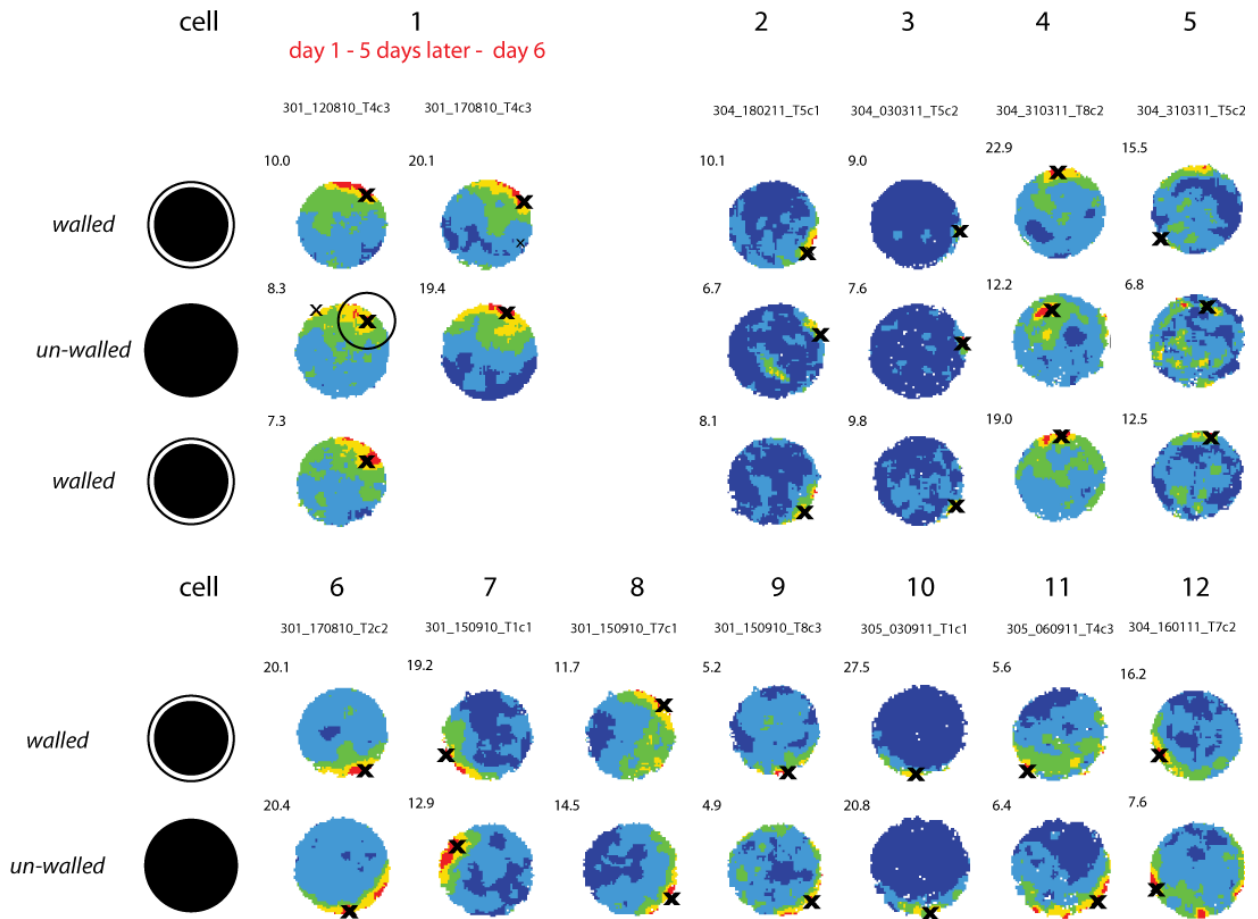 cell 1 2 3 4 5
day 1 - 5 days later - day 6
301_120810_T4c3 301_170810_T4c3 304_180211_T5c1 304_030311_T5c2 304_310311_T8c2 304_310311_T5c2
10.0 20.1 10.1 9.0 22.9 15.5
walled
8.3 19.4 6.7 7.6 12.2 6.8
un-walled
7.3 8.1 9.8 19.0 12.5
walled
cell 6 7 8 9 10 11 12
301_170810_T2c2 301_150910_T1c1 301_150910_T7c1 301_150910_T8c3 305_030911_T1c1 305_060911_T4c3 304_160111_T7c2
20.1 19.2 11.7 5.2 27.5 5.6 16.2
walled
20.4 12.9 14.5 4.9 20.8 6.4 7.6
un-walled